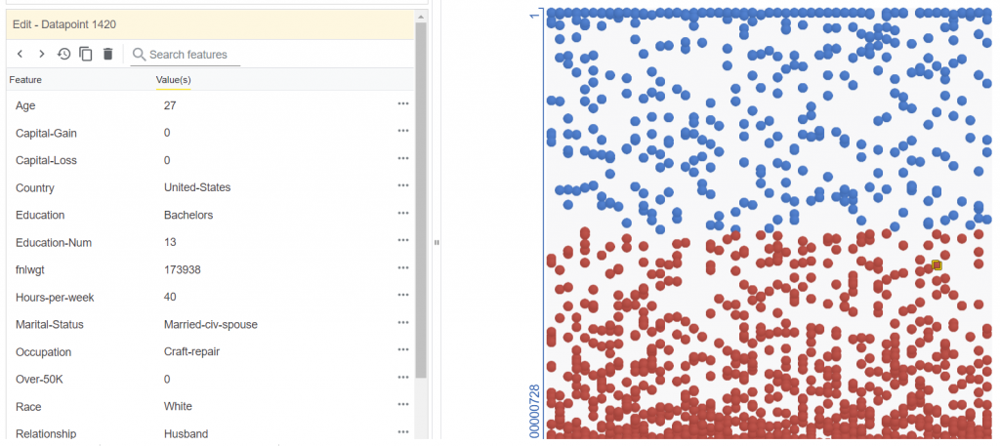 Edit - Datapoint 1420
Search features
Feature Value(s)
Age 27
Capital-Gain 0
Capital-Loss 0
Country United-States
Education Bachelors
Education-Num 13
fnlwgt 173938
Hours-per-week 40
Marital-Status Married-civ-spouse
Occupation Craft-repair
Over-50K 0
Race White
Relationship Husband
1
00000728